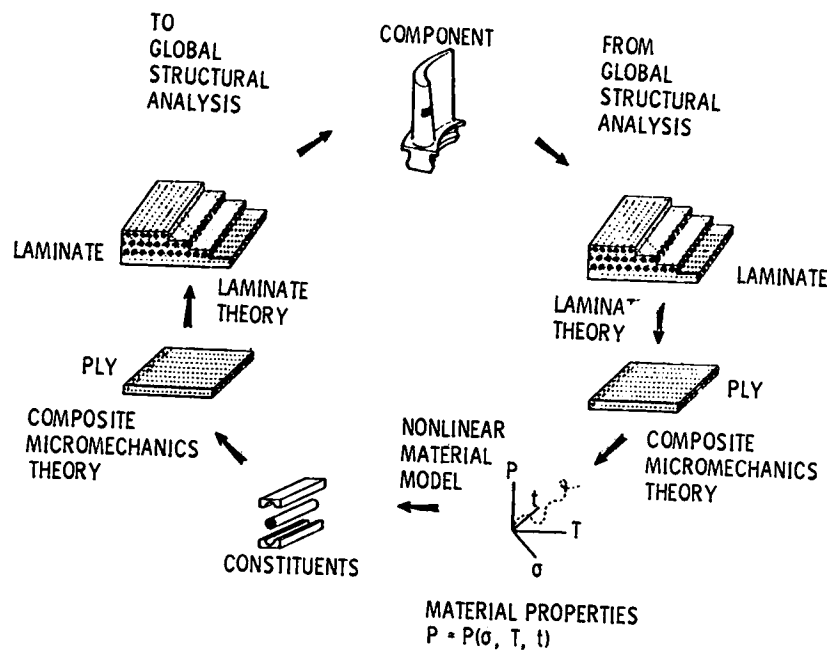 TO
GLOBAL
STRUCTURAL
ANALYSIS
COMPONENT
FROM
GLOBAL
STRUCTURAL
ANALYSIS
LAMINATE
LAMINATE
THEORY
LAMINATE
LAMINAT
THEORY
PLY
COMPOSITE
MICROMECHANICS
THEORY
PLY
COMPOSITE
MICROMECHANICS
THEORY
NONLINEAR
MATERIAL
MODEL
P
t
T
σ
CONSTITUENTS
MATERIAL PROPERTIES
P = P(σ, T, t)